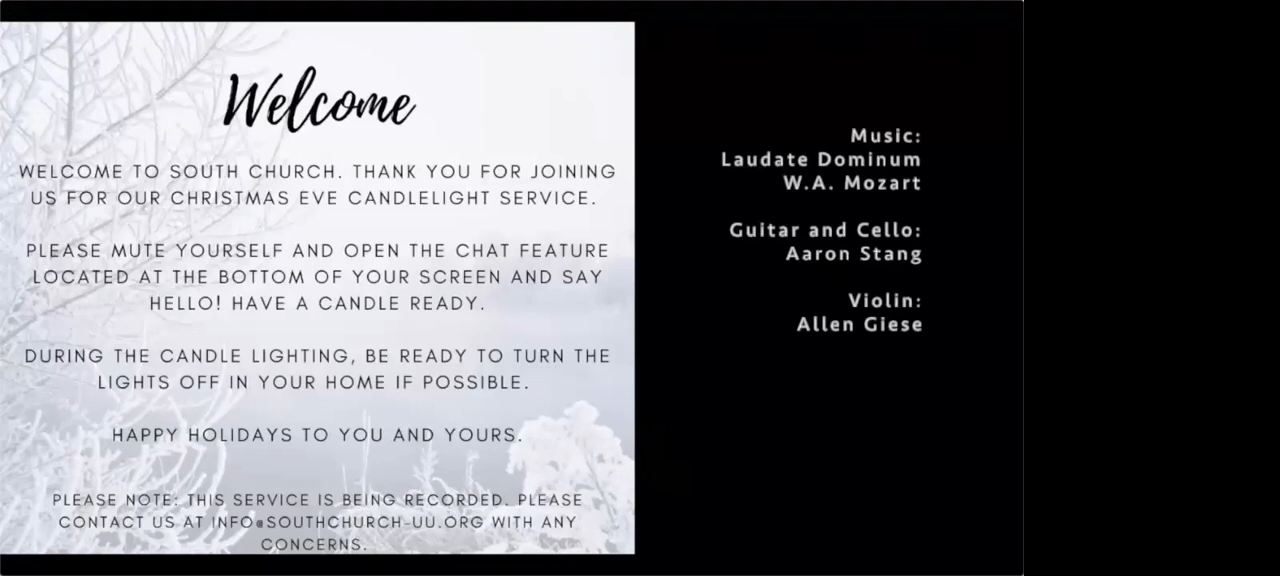 Welcome
WELCOME TO SOUTH CHURCH. THANK YOU FOR JOINING
US FOR OUR CHRISTMAS EVE CANDLELIGHT SERVICE.
PLEASE MUTE YOURSELF AND OPEN THE CHAT FEATURE
LOCATED AT THE BOTTOM OF YOUR SCREEN AND SAY
HELLO! HAVE A CANDLE READY.
DURING THE CANDLE LIGHTING, BE READY TO TURN THE
LIGHTS OFF IN YOUR HOME IF POSSIBLE.
HAPPY HOLIDAYS TO YOU AND YOURS.
PLEASE NOTE: THIS SERVICE IS BEING RECORDED. PLEASE
CONTACT US AT INFO@SOUTHCHURCH-UU.ORG WITH ANY
CONCERNS.
Music:
Laudate Dominum
W.A. Mozart
Guitar and Cello:
Aaron Stang
Violin:
Allen Giese